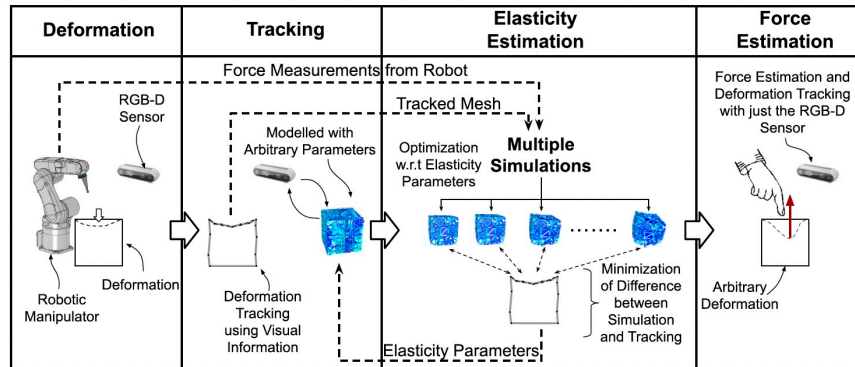 Deformation
Tracking
Elasticity
Estimation
Force
Estimation
Force Measurements from Robot
Tracked Mesh
RGB-D
Sensor
Robotic
Manipulator
Deformation
Modelled with
Arbitrary Parameters
Deformation
Tracking
using Visual
Information
Optimization
w.r.t Elasticity
Parameters
Multiple
Simulations
Minimization
of Difference
between
Simulation
and Tracking
Elasticity Parameters
Force Estimation and
Deformation Tracking
with just the RGB-D
Sensor
Arbitrary
Deformation